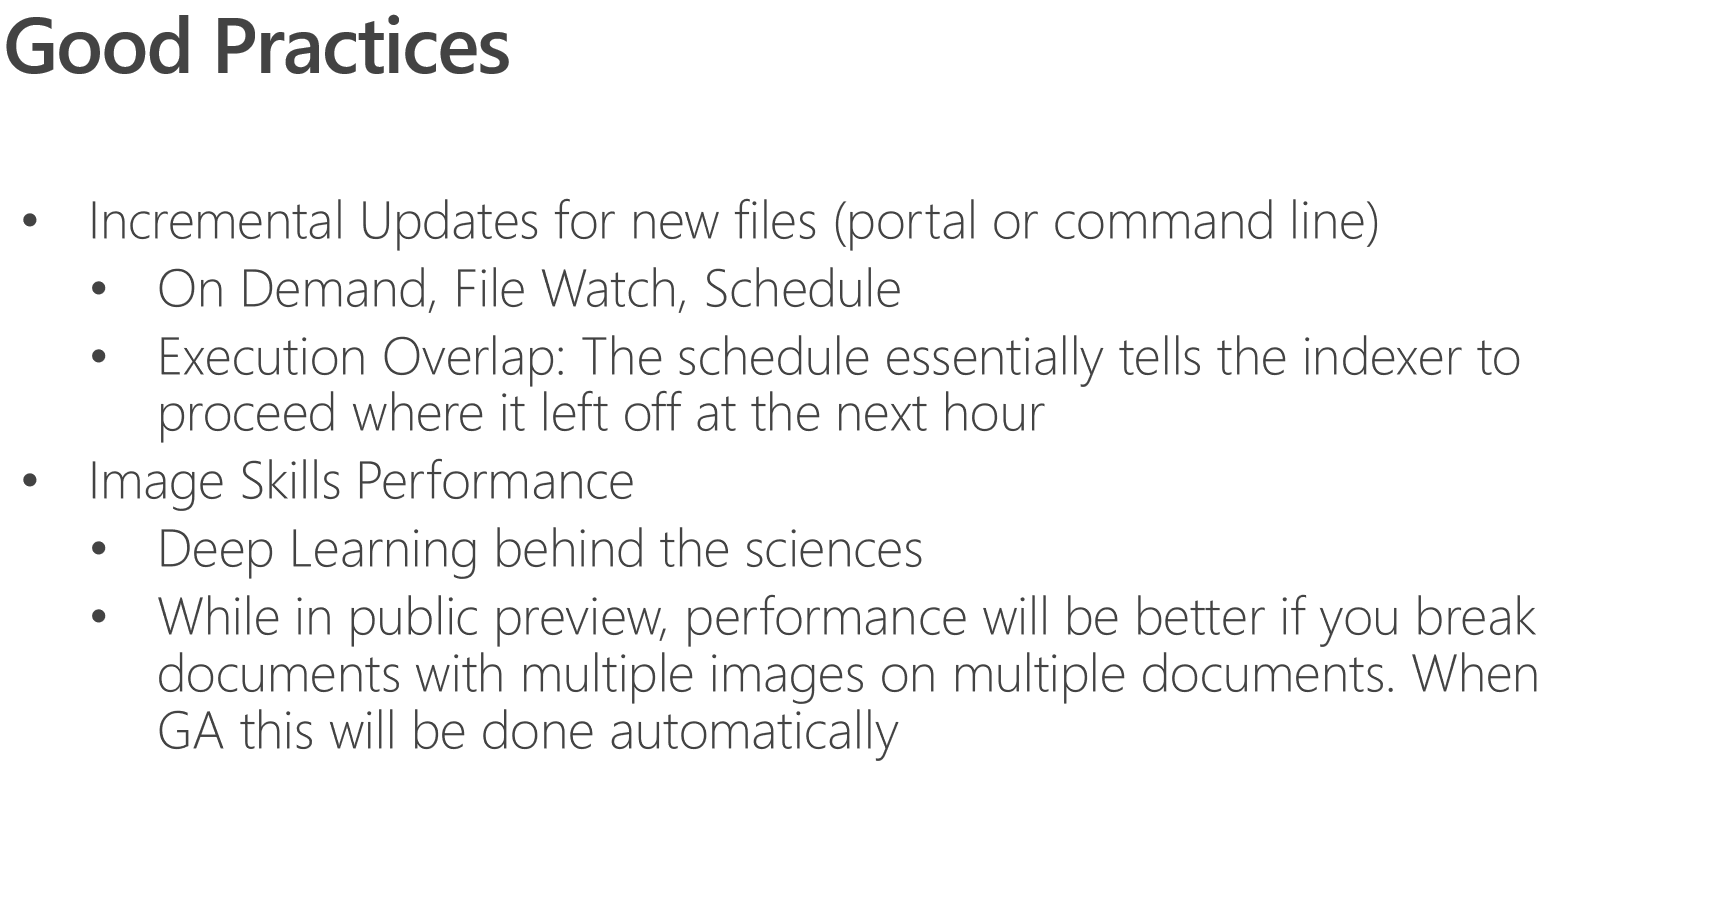 Good Practices
• Incremental Updates for new files (portal or command line)
• On Demand, File Watch, Schedule
• Execution Overlap: The schedule essentially tells the indexer to
proceed where it left off at the next hour
• Image Skills Performance
• Deep Learning behind the sciences
• While in public preview, performance will be better if you break
documents with multiple images on multiple documents. When
GA this will be done automatically